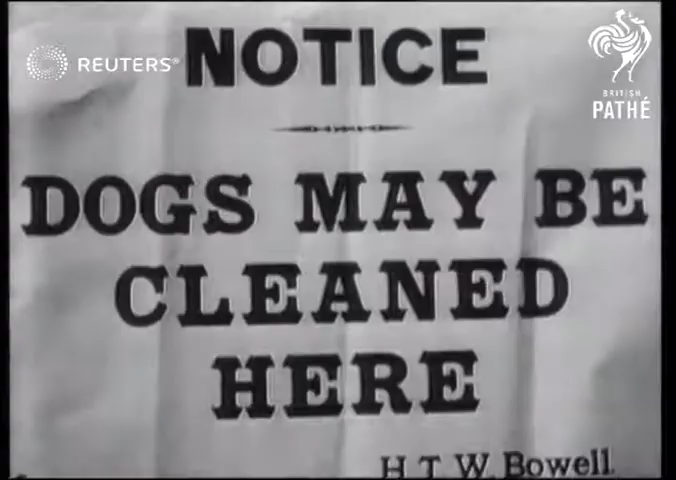 REUTERS®
NOTICE
BRITISH
PATHÉ
DOGS MAY BE
CLEANED
HERE
H. T. W. Bowell.